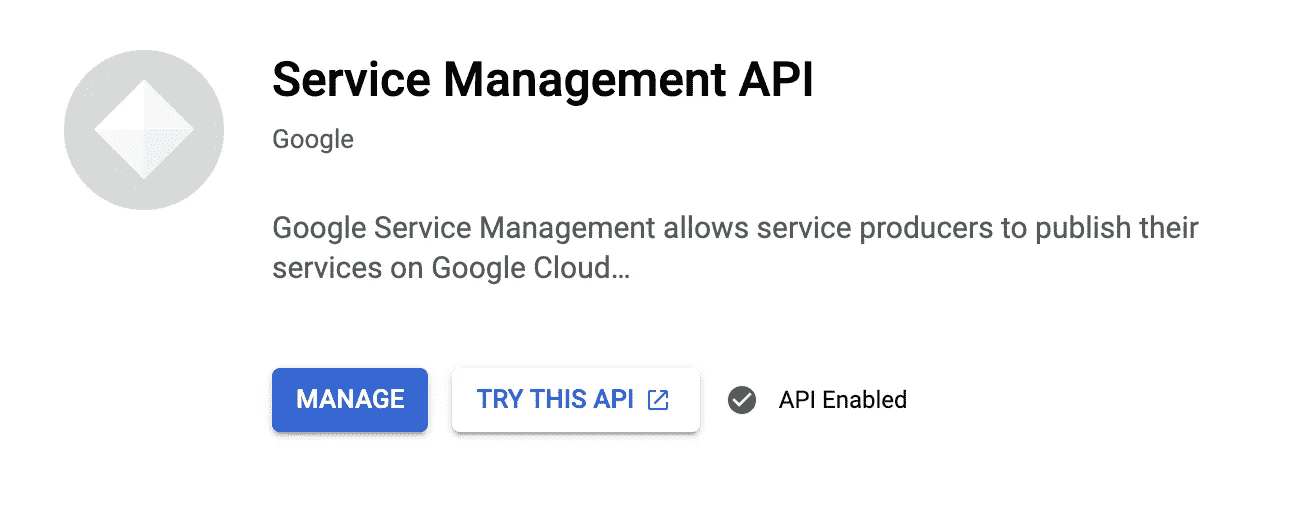 Service Management API
Google
Google Service Management allows service producers to publish their
services on Google Cloud...
MANAGE
TRY THIS API
API Enabled